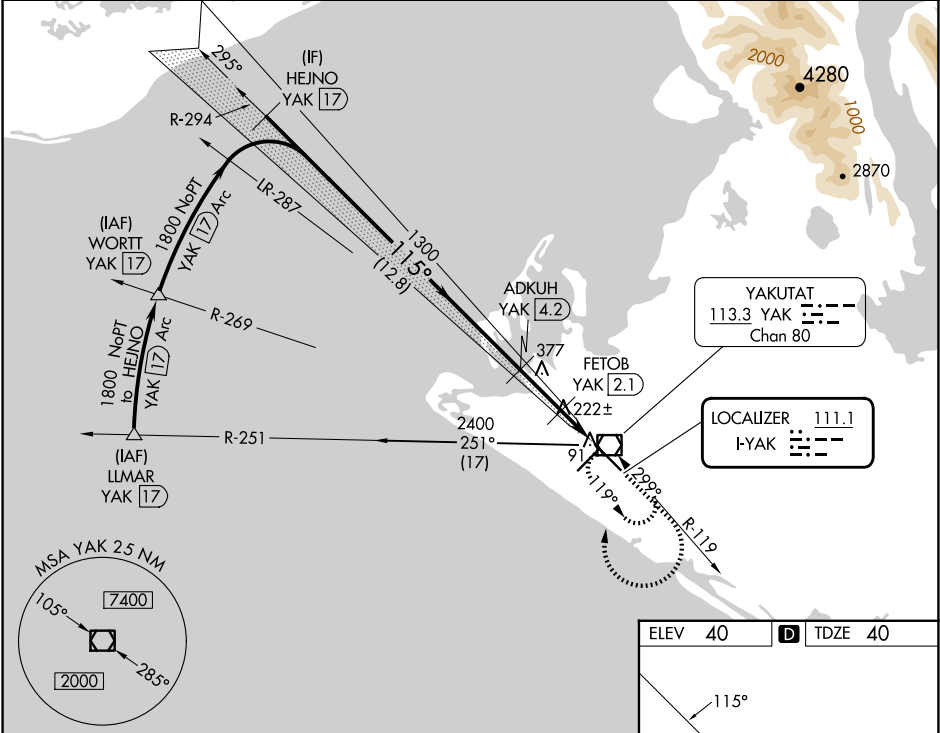 295°
(IF)
HEJNO
YAK 17
R-294
LR-287
1800 NoPT
YAK 17 Arc
(IAF)
WORTT
YAK 17
R-269
1800 NoPT
to HEJNO
YAK 17 Arc
R-251
(IAF)
LLMAR
YAK 17
1300
115°
(12.8)
ADKUH
YAK 4.2
377
FETOB
YAK 2.1
222±
2400
251°
(17)
91
119°
299°
R-119
2000
4280
1000
2870
YAKUTAT
113.3 YAK
Chan 80
LOCALIZER 111.1
I-YAK
MSA YAK 25 NM
105°
7400
2000
285°
ELEV 40 D TDZE 40
115°